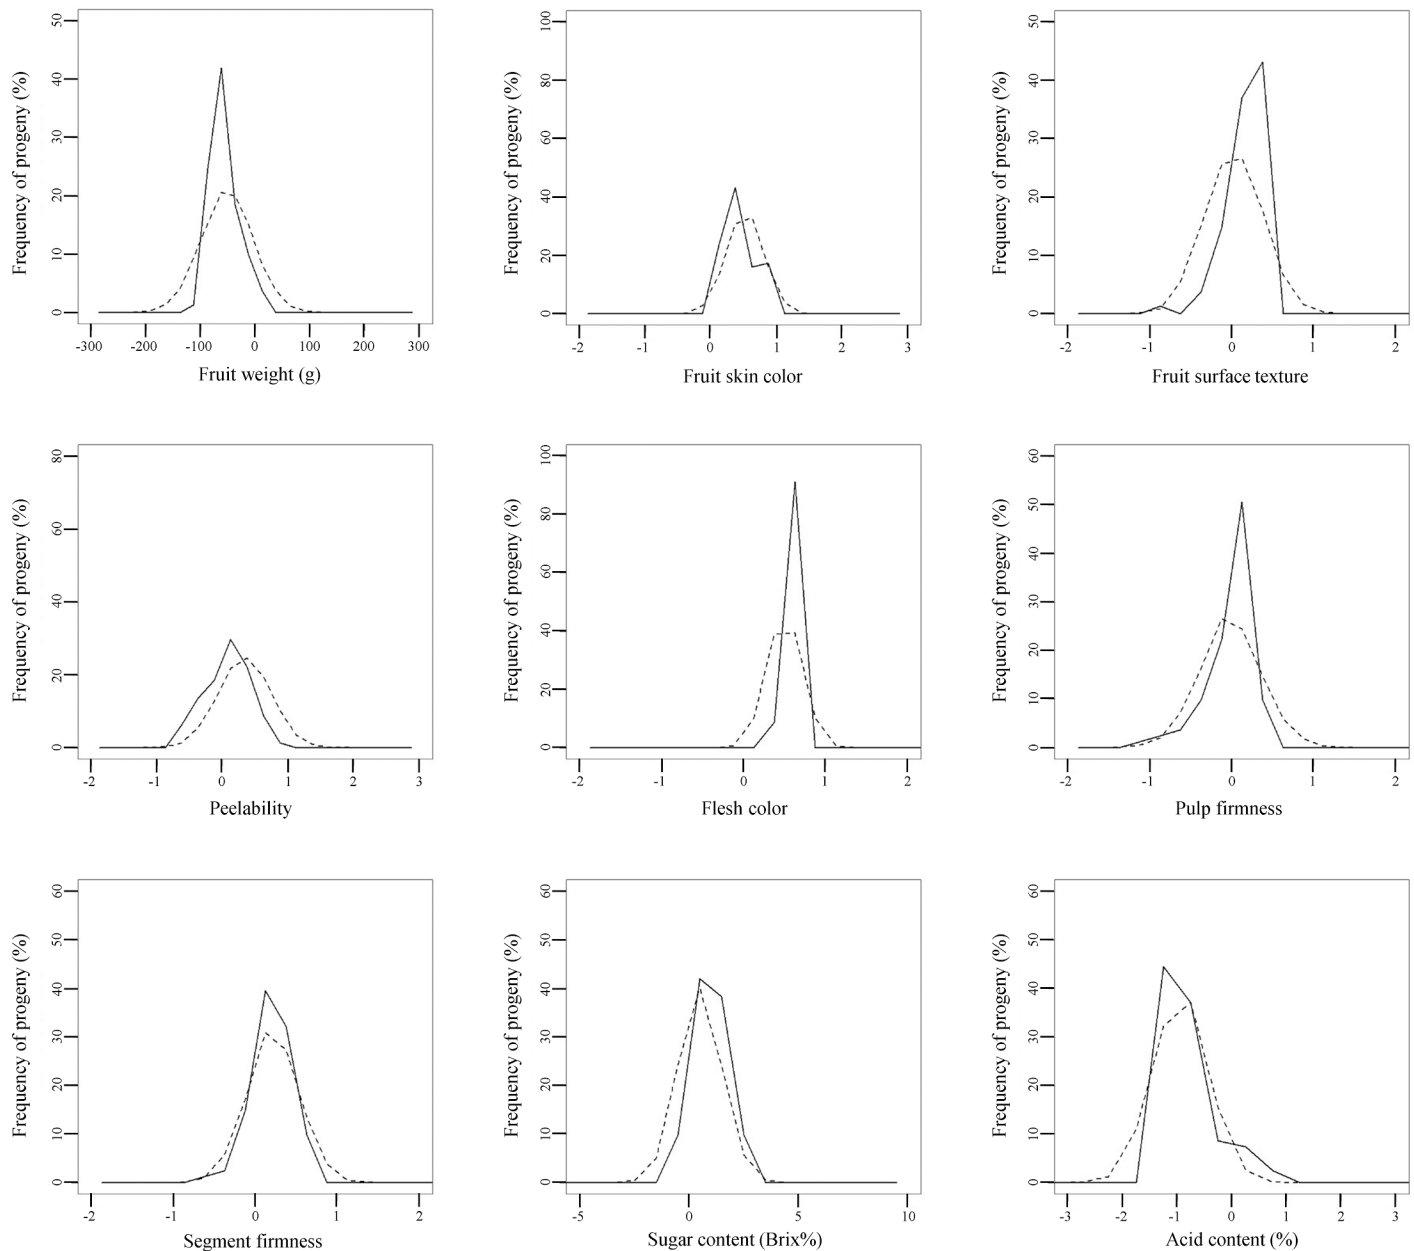 Frequency of progeny (%)
50
40
30
20
10
0
-300 -200 -100 0 100 200 300
Fruit weight (g)
Frequency of progeny (%)
100
80
60
40
20
0
-2 -1 0 1 2 3
Fruit skin color
Frequency of progeny (%)
50
40
30
20
10
0
-2 -1 0 1 2
Fruit surface texture
Frequency of progeny (%)
80
60
40
20
0
-2 -1 0 1 2 3
Peelability
Frequency of progeny (%)
100
80
60
40
20
0
-2 -1 0 1 2
Flesh color
Frequency of progeny (%)
60
50
40
30
20
10
0
-2 -1 0 1 2
Pulp firmness
Frequency of progeny (%)
60
50
40
30
20
10
0
-2 -1 0 1 2
Segment firmness
Frequency of progeny (%)
60
50
40
30
20
10
0
-5 0 5 10
Sugar content (Brix%)
Frequency of progeny (%)
60
50
40
30
20
10
0
-3 -2 -1 0 1 2 3
Acid content (%)